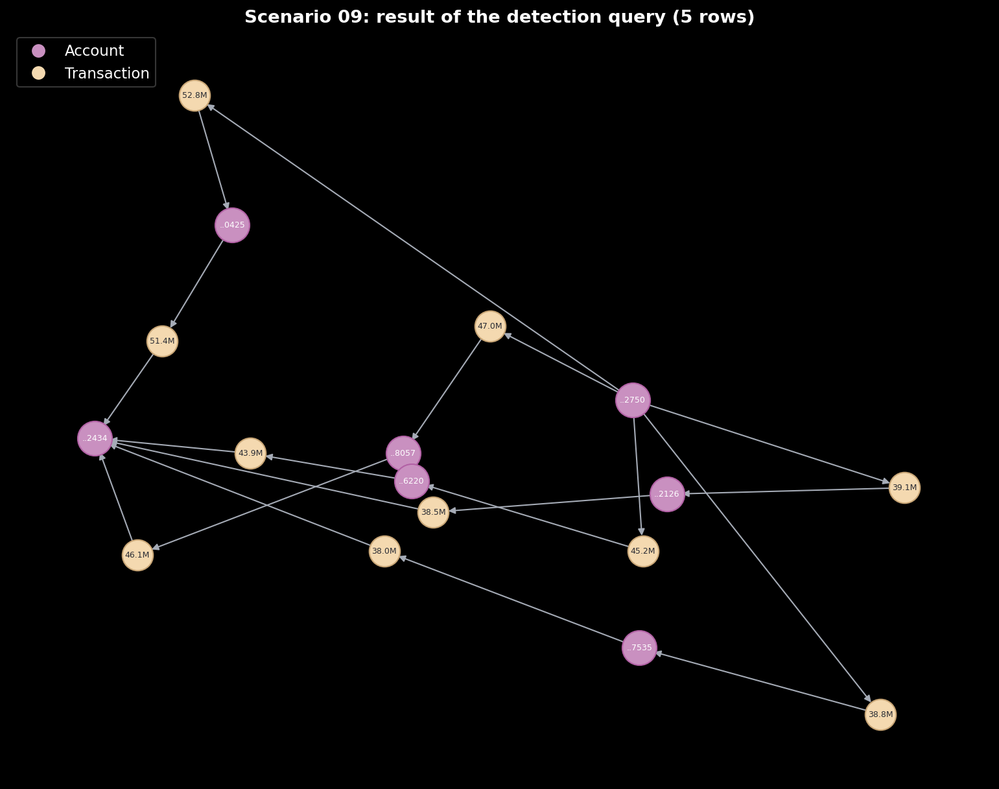 Scenario 09: result of the detection query (5 rows)
Account
Transaction
52.8M
..0425
47.0M
51.4M
..2750
..2434
43.9M
..8057
..6220
39.1M
..2126
38.5M
46.1M
38.0M
45.2M
..7535
38.8M